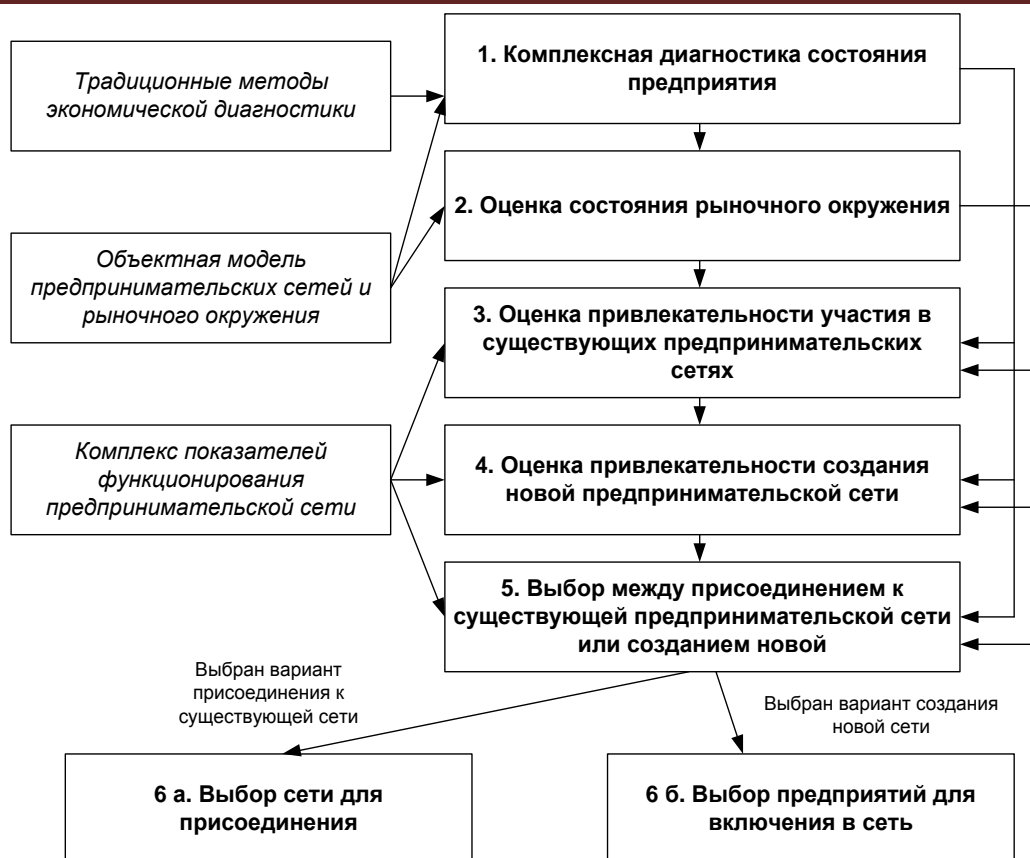 1. Комплексная диагностика состояния
предприятия
Традиционные методы
экономической диагностики
2. Оценка состояния рыночного окружения
Объектная модель
предпринимательских сетей и
рыночного окружения
3. Оценка привлекательности участия в
существующих предпринимательских
сетях
Комплекс показателей
функционирования
предпринимательской сети
4. Оценка привлекательности создания
новой предпринимательской сети
5. Выбор между присоединением к
существующей предпринимательской сети
или созданием новой
Выбран вариант
присоединения к
существующей сети
Выбран вариант создания
новой сети
6 а. Выбор сети для
присоединения
6 б. Выбор предприятий для
включения в сеть